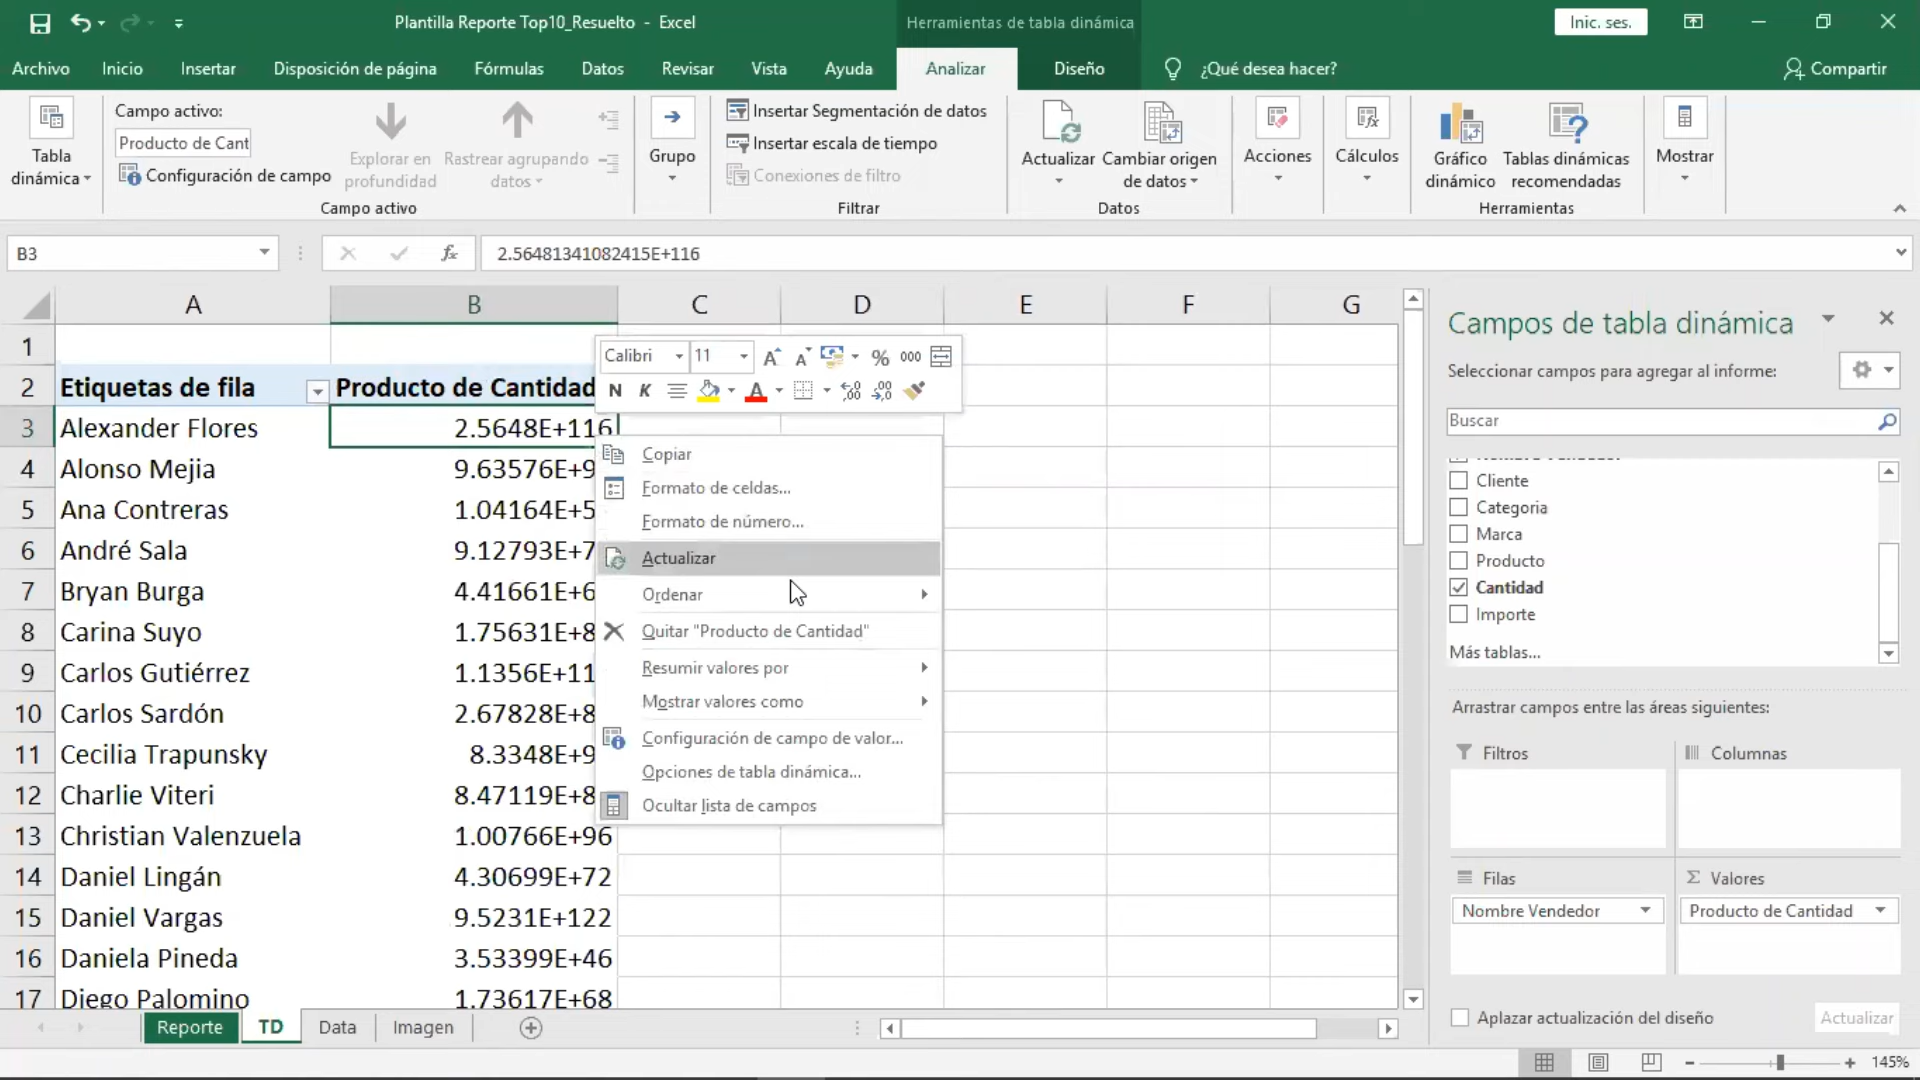 Plantilla Reporte Top10_Resuelto - Excel
Herramientas de tabla dinámica
Inic. ses.
Archivo Inicio Insertar Disposición de página Fórmulas Datos Revisar Vista Ayuda Analizar Diseño ¿Qué desea hacer? Compartir
Tabla dinámica
Campo activo:
Producto de Cant
Configuración de campo
Explorar en profundidad
Rastrear agrupando datos
Campo activo
Grupo
Insertar Segmentación de datos
Insertar escala de tiempo
Conexiones de filtro
Filtrar
Actualizar
Cambiar origen de datos
Datos
Acciones
Cálculos
Gráfico dinámico
Tablas dinámicas recomendadas
Herramientas
Mostrar
B3
fx
2.56481341082415E+116
A B C D E F G
1
2 Etiquetas de fila Producto de Cantidad
3 Alexander Flores 2.5648E+116
4 Alonso Mejia 9.63576E+9
5 Ana Contreras 1.04164E+5
6 André Sala 9.12793E+7
7 Bryan Burga 4.41661E+6
8 Carina Suyo 1.75631E+8
9 Carlos Gutiérrez 1.1356E+11
10 Carlos Sardón 2.67828E+8
11 Cecilia Trapunsky 8.3348E+9
12 Charlie Viteri 8.47119E+8
13 Christian Valenzuela 1.00766E+96
14 Daniel Lingán 4.30699E+72
15 Daniel Vargas 9.5231E+122
16 Daniela Pineda 3.53399E+46
17 Diego Palomino 1.73617E+68
Calibri 11 A A % 000
N K A
Copiar
Formato de celdas...
Formato de número...
Actualizar
Ordenar
Quitar "Producto de Cantidad"
Resumir valores por
Mostrar valores como
Configuración de campo de valor...
Opciones de tabla dinámica...
Ocultar lista de campos
Campos de tabla dinámica
Seleccionar campos para agregar al informe:
Buscar
Cliente
Categoria
Marca
Producto
Cantidad
Importe
Más tablas...
Arrastrar campos entre las áreas siguientes:
Filtros
Columnas
Filas
Σ Valores
Nombre Vendedor
Producto de Cantidad
Aplazar actualización del diseño
Actualizar
Reporte TD Data Imagen
145%